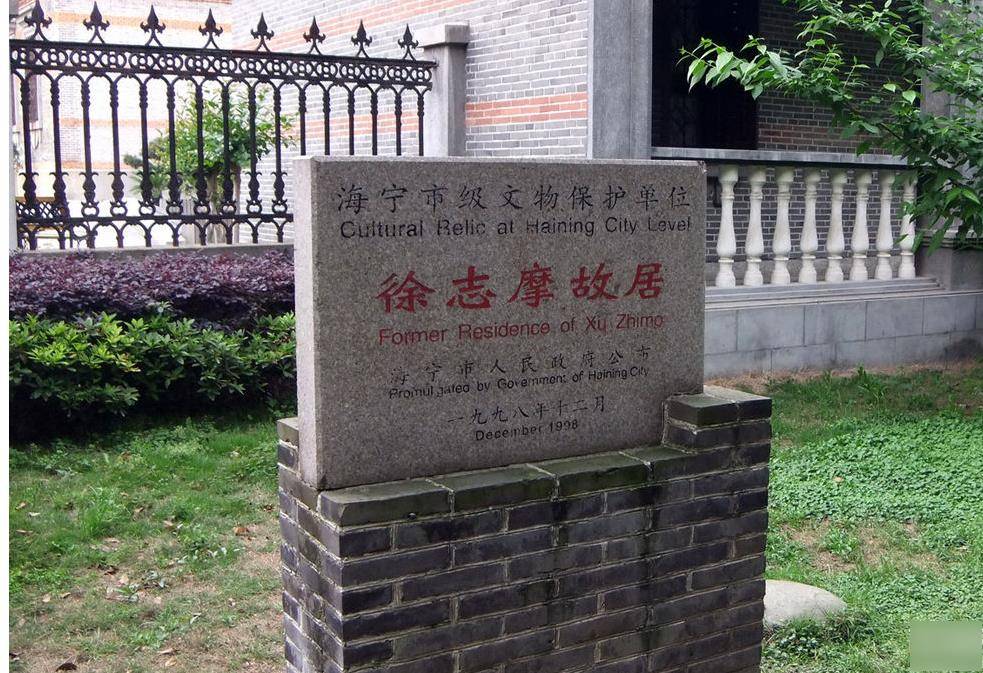 海宁市级文物保护单位
Cultural Relic at Haining City Level
徐志摩故居
Former Residence of Xu Zhimo
海宁市人民政府公布
Promulgated by Government of Haining City
一九九八年十二月
December 1998